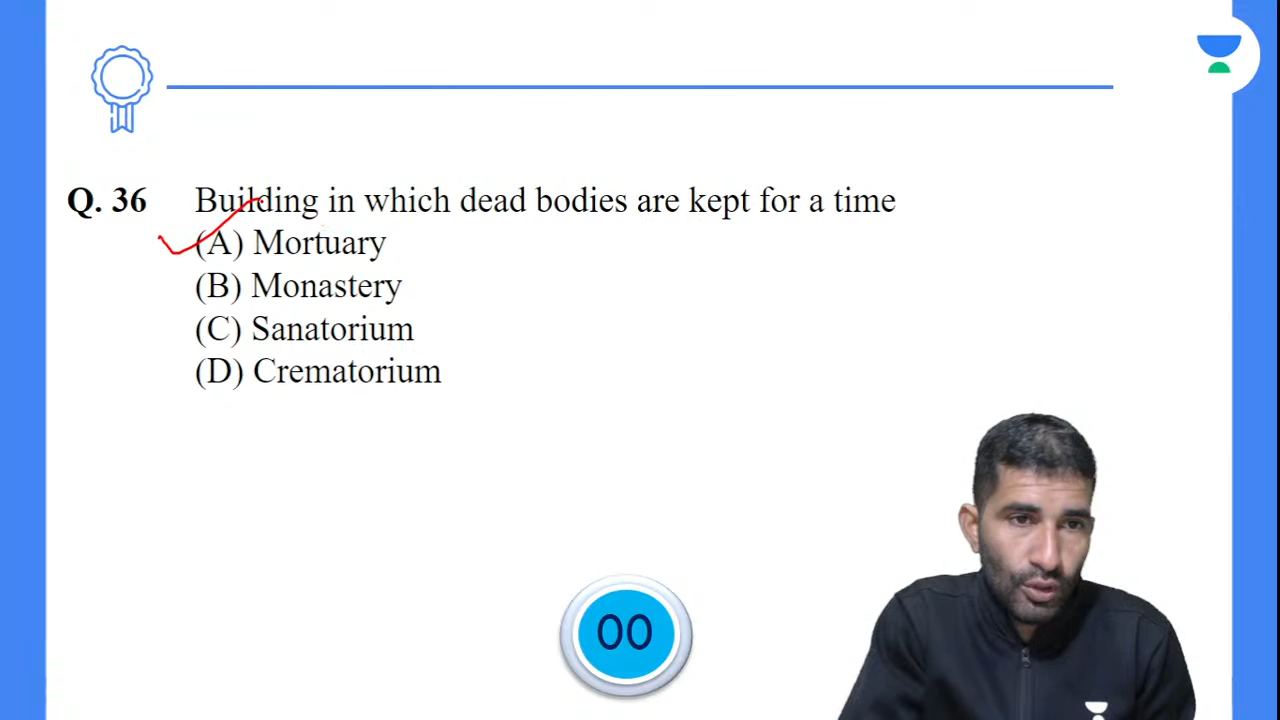 Q. 36 Building in which dead bodies are kept for a time
(A) Mortuary
(B) Monastery
(C) Sanatorium
(D) Crematorium
00